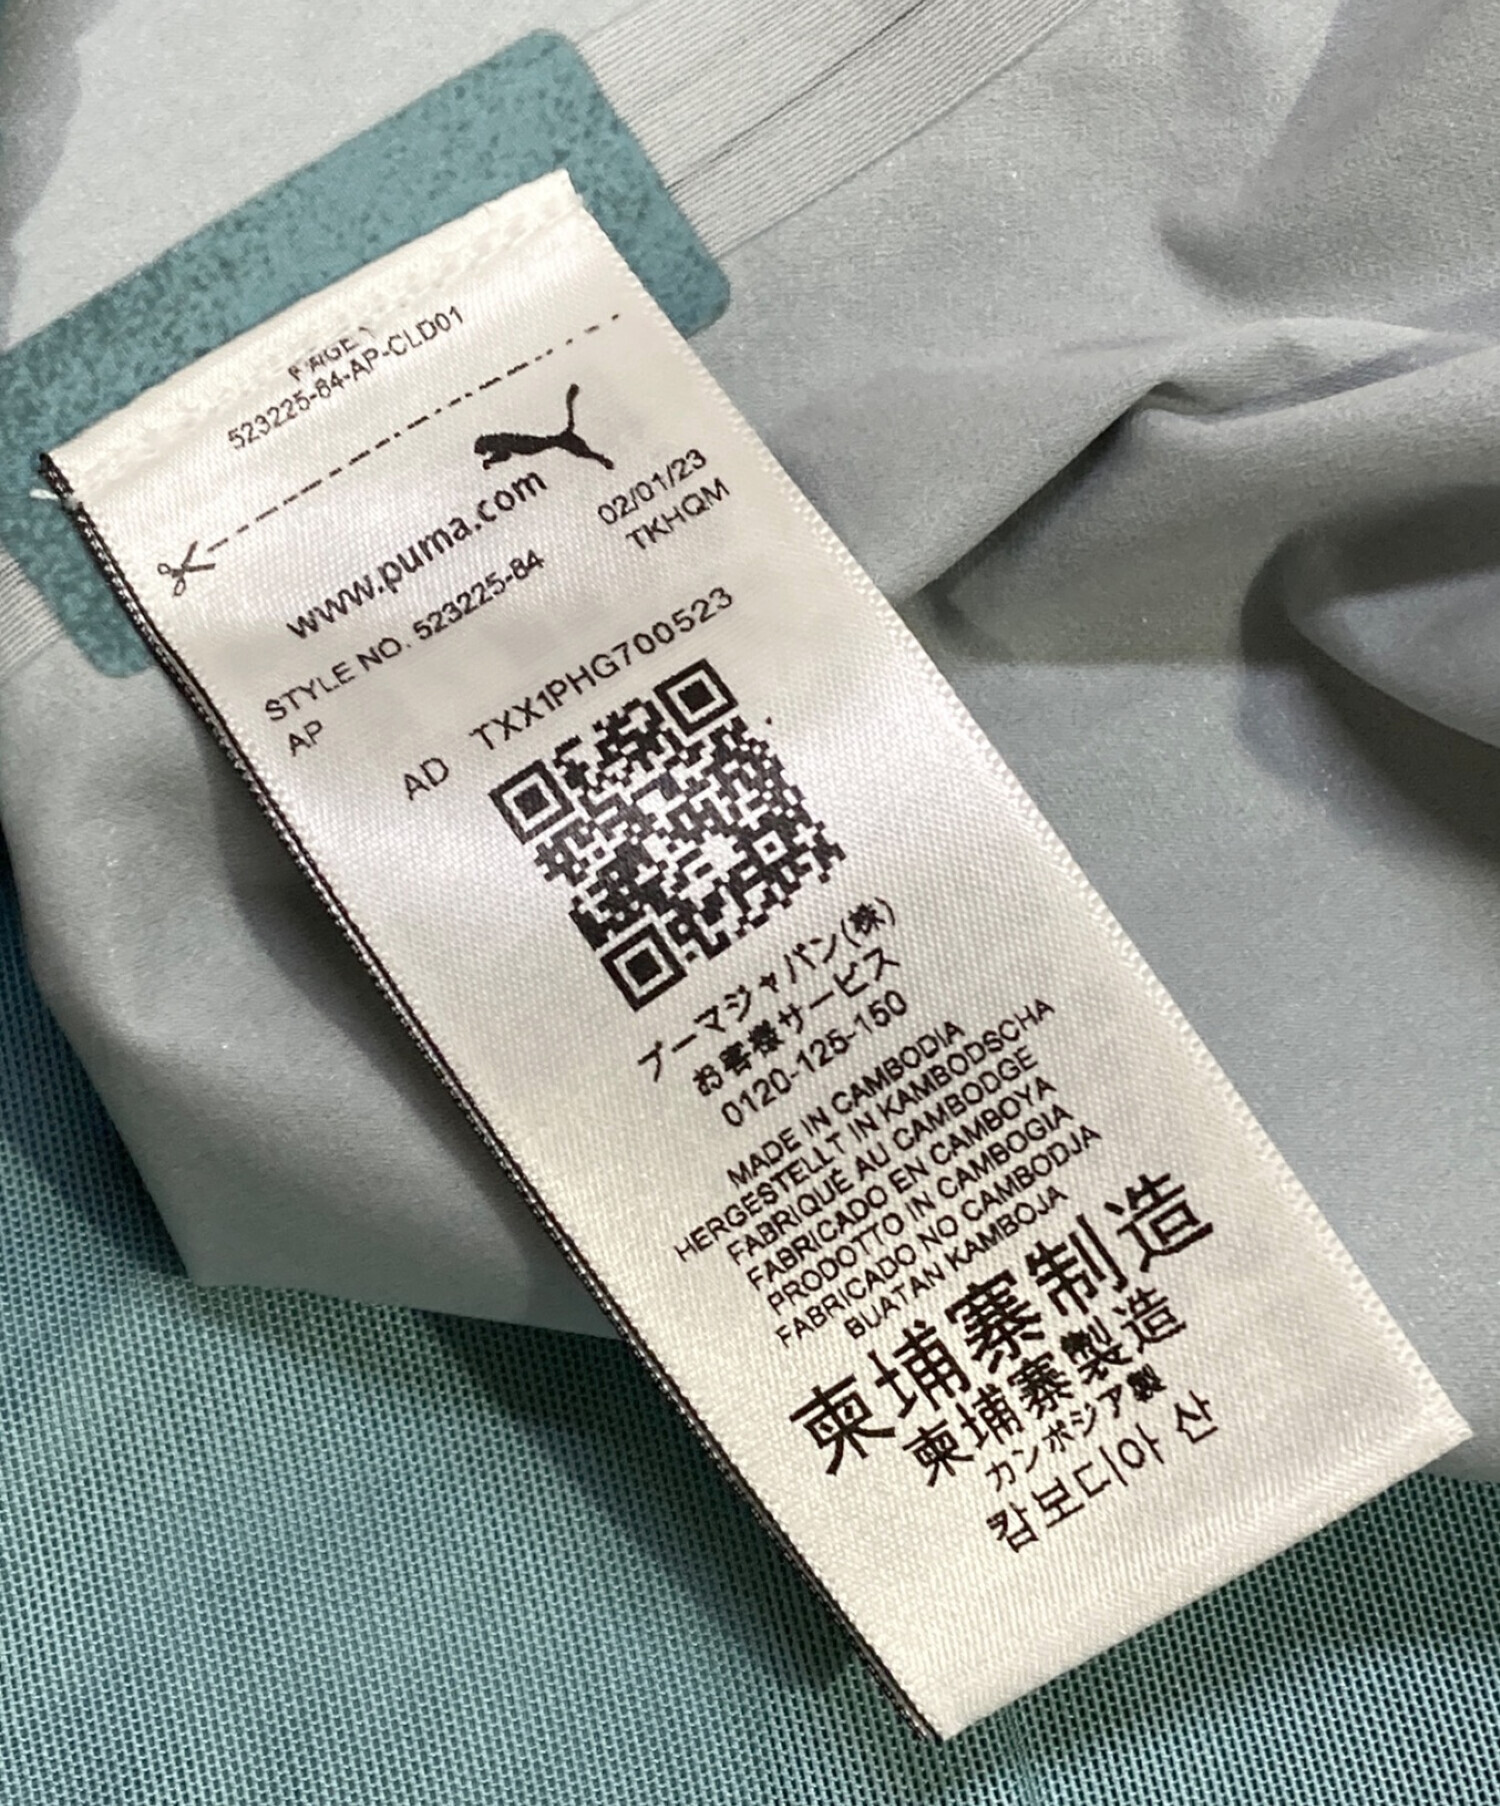 PAGE 1
523225-84-AP-CLD01
www.puma.com
STYLE NO. 523225-84 02/01/23
AP TKHQM
AD TXX1PHG700523
プーマジャパン(株)
お客様サービス
0120-125-150
MADE IN CAMBODIA
HERGESTELLT IN KAMBODSCHA
FABRIQUÉ AU CAMBODGE
FABRICADO EN CAMBOYA
PRODOTTO IN CAMBOGIA
FABRICADO NO CAMBODJA
BUATAN KAMBOJA
柬埔寨制造
柬埔寨製造
カンボジア製
캄보디아 산